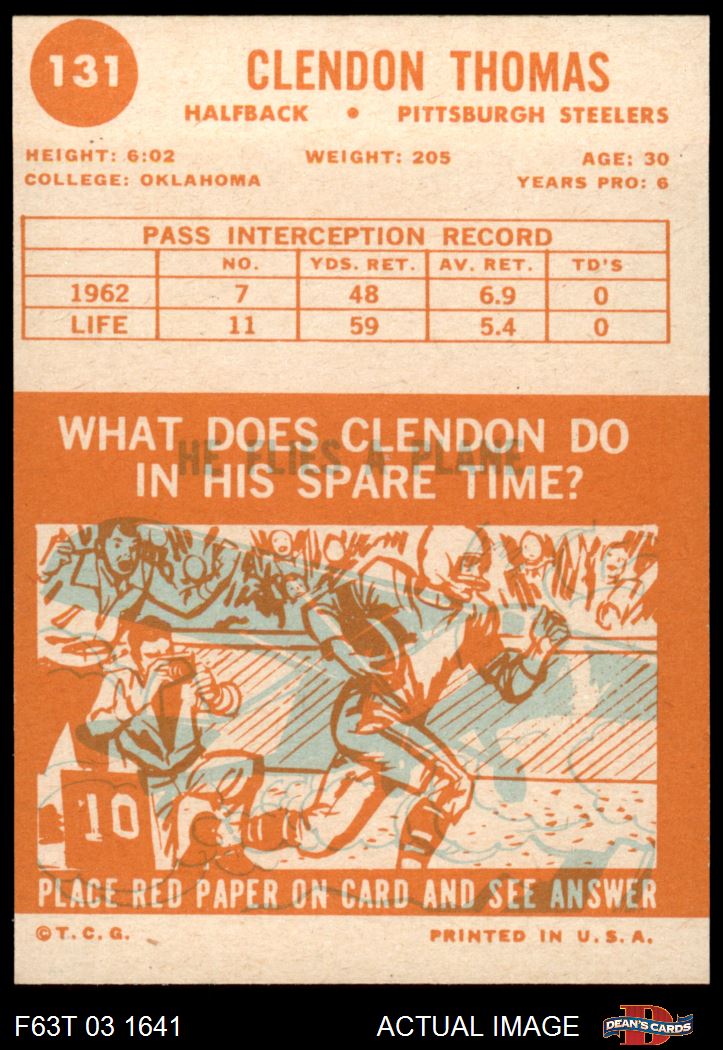 131
CLENDON THOMAS
HALFBACK • PITTSBURGH STEELERS
HEIGHT: 6:02 WEIGHT: 205 AGE: 30
COLLEGE: OKLAHOMA YEARS PRO: 6
PASS INTERCEPTION RECORD
NO. YDS. RET. AV. RET. TD'S
1962 7 48 6.9 0
LIFE 11 59 5.4 0
WHAT DOES CLENDON DO
HE FLIES A PLANE
IN HIS SPARE TIME?
10
PLACE RED PAPER ON CARD AND SEE ANSWER
©T.C.G. PRINTED IN U.S.A.
F63T 03 1641 ACTUAL IMAGE D DEAN'S CARDS